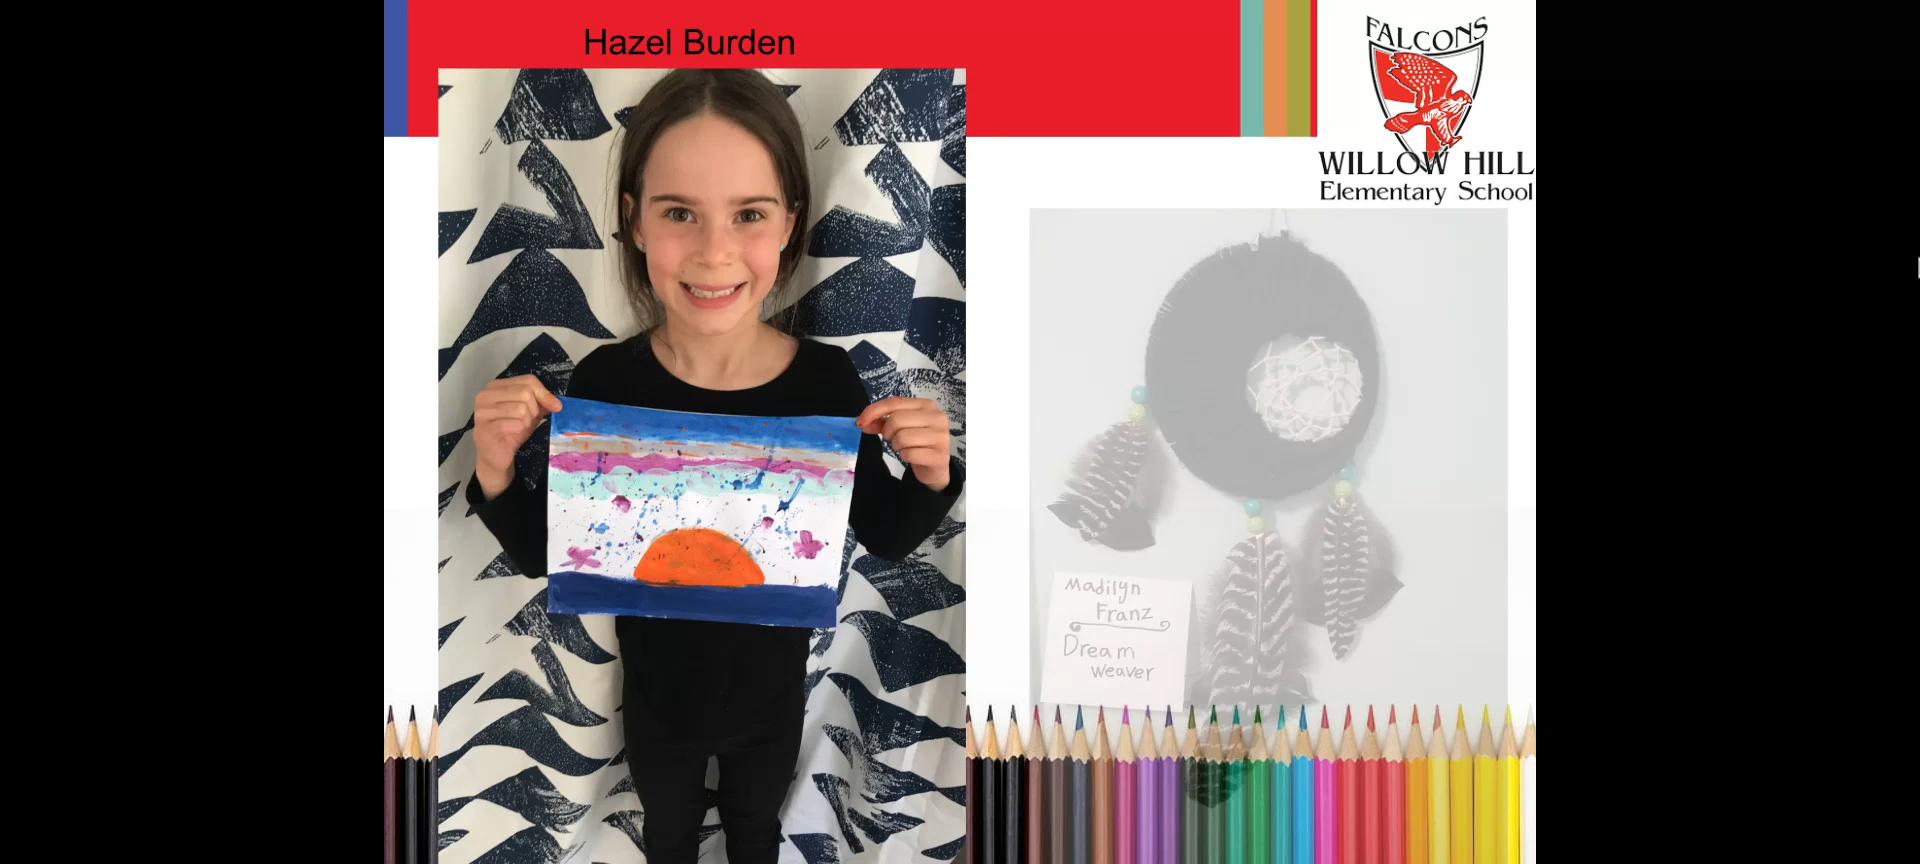 Hazel Burden
FALCONS
WILLOW HILL
Elementary School
Madilyn
Franz
Dream
weaver